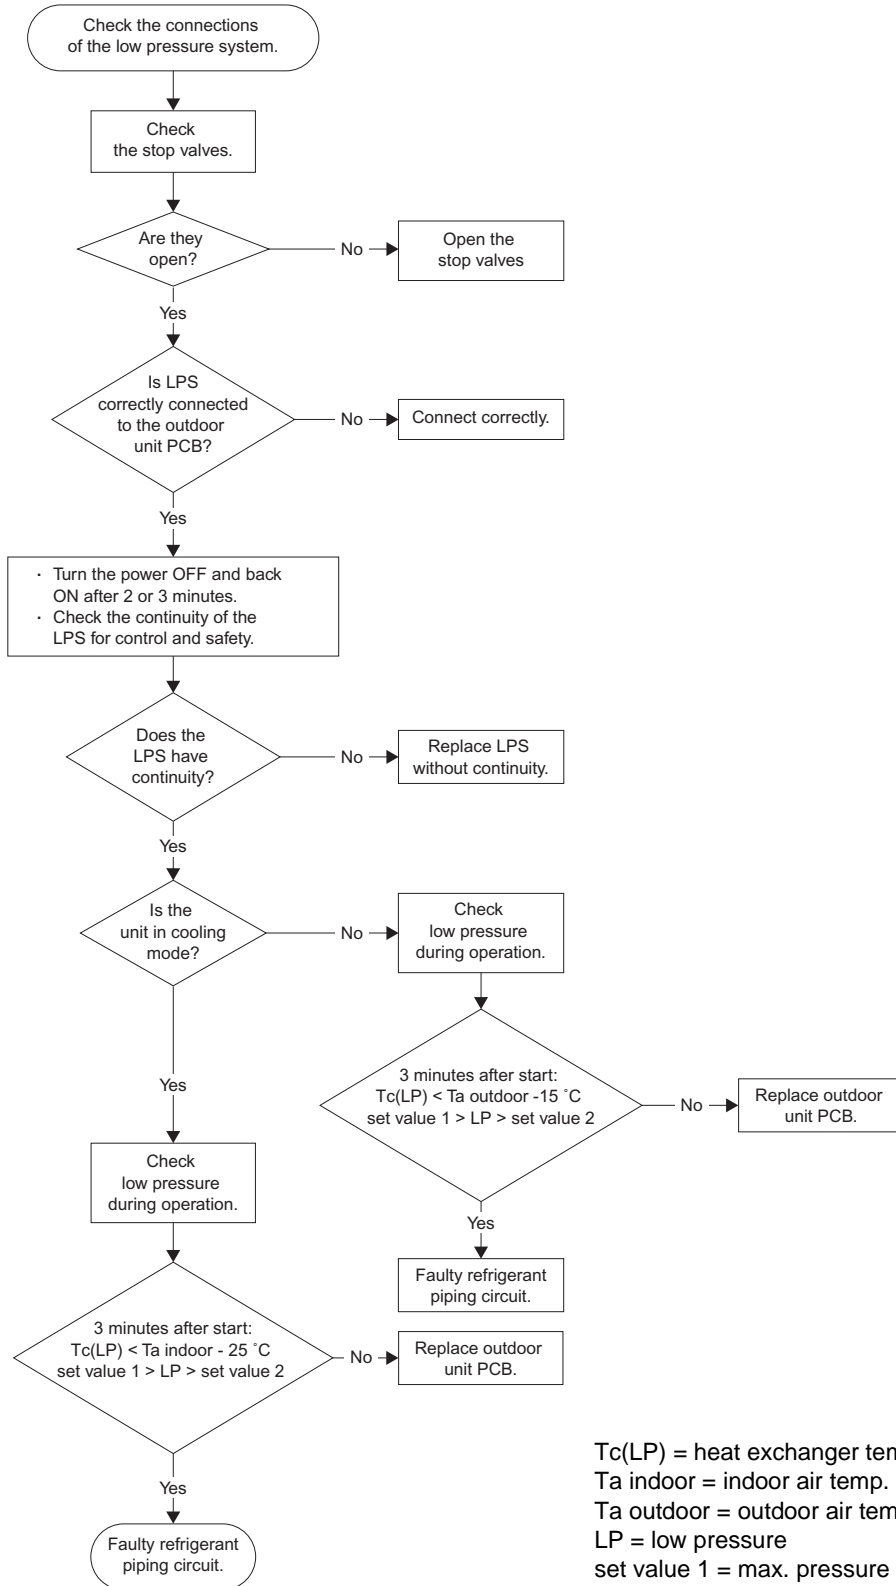 Check the connections
of the low pressure system.
Check
the stop valves.
Are they
open?
No
Open the
stop valves
Yes
Is LPS
correctly connected
to the outdoor
unit PCB?
No
Connect correctly.
Yes
· Turn the power OFF and back
ON after 2 or 3 minutes.
· Check the continuity of the
LPS for control and safety.
Does the
LPS have
continuity?
No
Replace LPS
without continuity.
Yes
Is the
unit in cooling
mode?
No
Check
low pressure
during operation.
3 minutes after start:
Tc(LP) < Ta outdoor -15 ˚C
set value 1 > LP > set value 2
No
Replace outdoor
unit PCB.
Yes
Faulty refrigerant
piping circuit.
Yes
Check
low pressure
during operation.
3 minutes after start:
Tc(LP) < Ta indoor - 25 ˚C
set value 1 > LP > set value 2
No
Replace outdoor
unit PCB.
Yes
Faulty refrigerant
piping circuit.
Tc(LP) = heat exchanger
Ta indoor = indoor air temp.
Ta outdoor = outdoor air
LP = low pressure
set value 1 = max. pressure